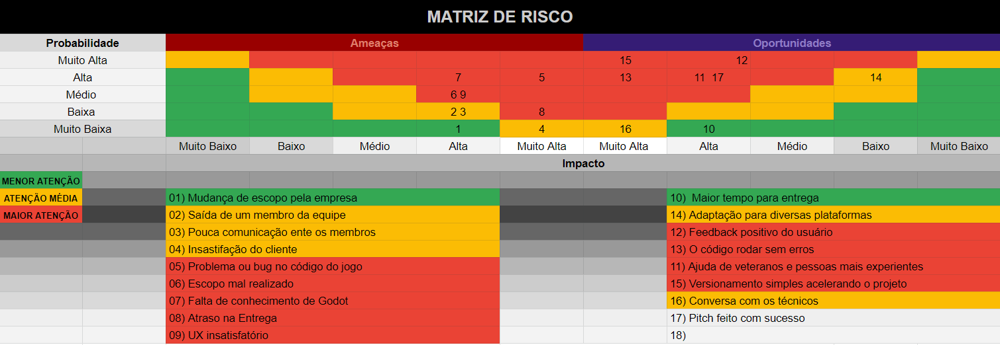 MATRIZ DE RISCO
Probabilidade Ameaças Oportunidades
Muito Alta 15 12
Alta 7 5 13 11 17 14
Médio 6 9
Baixa 2 3 8
Muito Baixa 1 4 16 10
Muito Baixo Baixo Médio Alta Muito Alta Muito Alta Alta Médio Baixo Muito Baixo
Impacto
MENOR ATENÇÃO
ATENÇÃO MÉDIA 01) Mudança de escopo pela empresa 10) Maior tempo para entrega
MAIOR ATENÇÃO 02) Saída de um membro da equipe 14) Adaptação para diversas plataformas
03) Pouca comunicação ente os membros 12) Feedback positivo do usuário
04) Insastifação do cliente 13) O código rodar sem erros
05) Problema ou bug no código do jogo 11) Ajuda de veteranos e pessoas mais experientes
06) Escopo mal realizado 15) Versionamento simples acelerando o projeto
07) Falta de conhecimento de Godot 16) Conversa com os técnicos
08) Atraso na Entrega 17) Pitch feito com sucesso
09) UX insatisfatório 18)